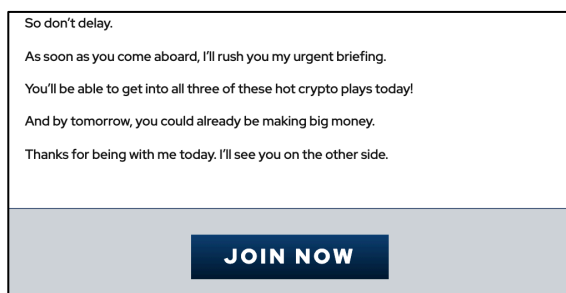 So don't delay.
As soon as you come aboard, I'll rush you my urgent briefing.
You'll be able to get into all three of these hot crypto plays today!
And by tomorrow, you could already be making big money.
Thanks for being with me today. I'll see you on the other side.
JOIN NOW